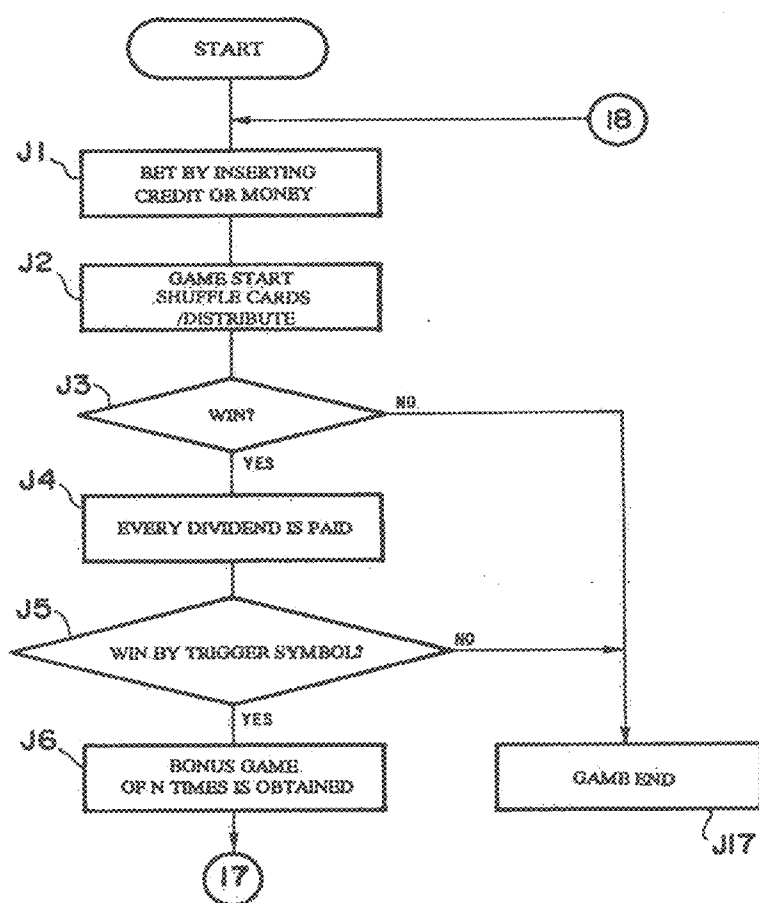 START
18
J1
BET BY INSERTING
CREDIT OR MONEY
J2
GAME START
SHUFFLE CARDS
/DISTRIBUTE
J3
WIN?
NO
YES
J4
EVERY DIVIDEND IS PAID
J5
WIN BY TRIGGER SYMBOL?
NO
YES
J6
BONUS GAME
OF N TIMES IS OBTAINED
GAME END
J17
17